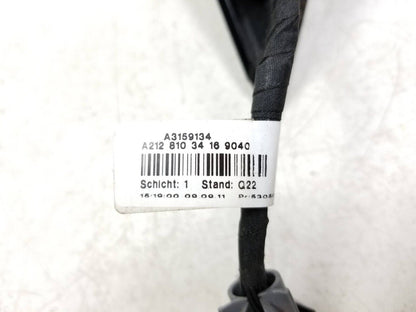 A3159134
A212 810 34 16 9040
Schicht: 1 Stand: Q22